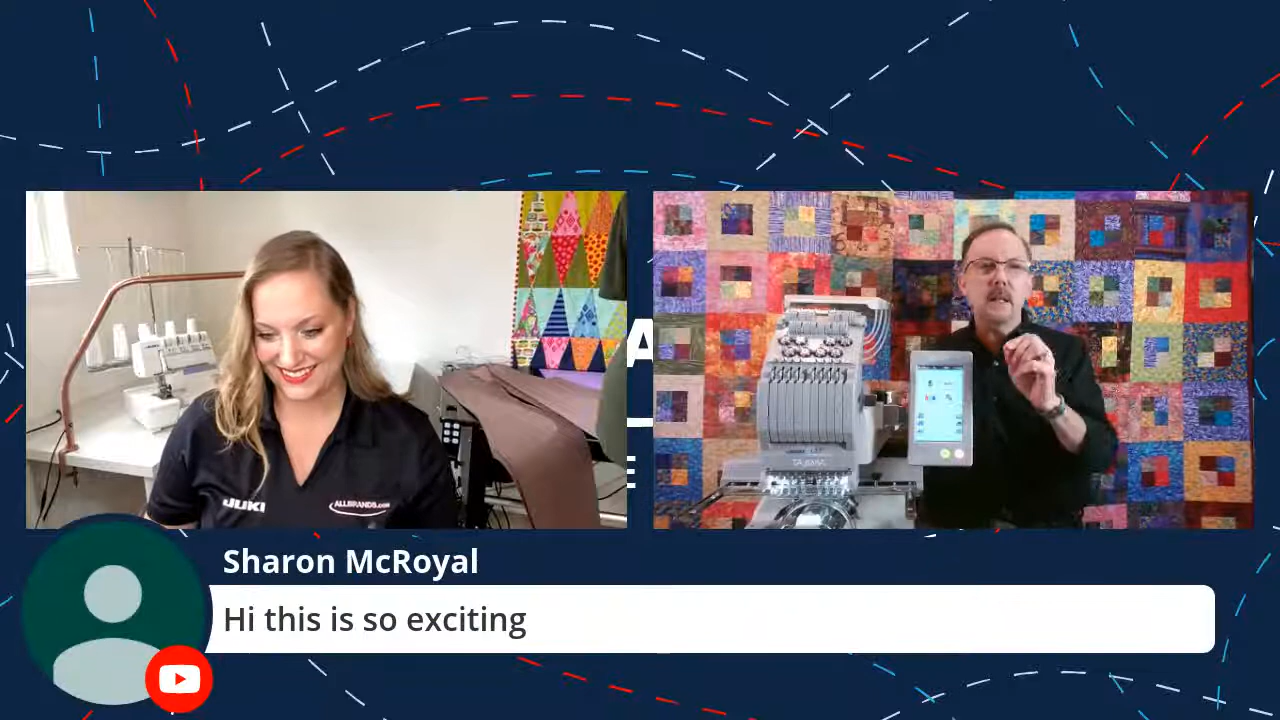 A
E
JUKI
ALLBRANDS.com
TAJIMA
Sharon McRoyal
Hi this is so exciting